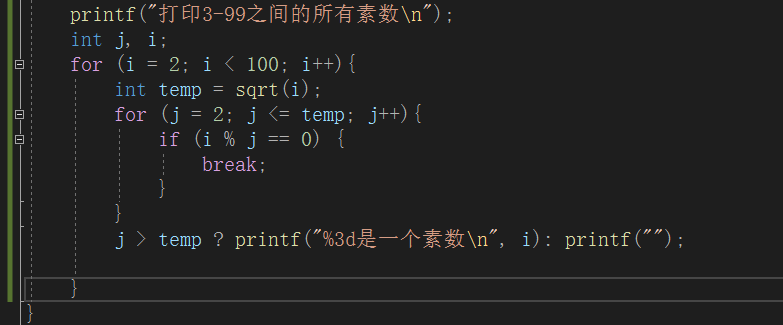 printf("打印3-99之间的所有素数\n");
int j, i;
for (i = 2; i < 100; i++){
int temp = sqrt(i);
for (j = 2; j <= temp; j++){
if (i % j == 0) {
break;
}
}
j > temp ? printf("%3d是一个素数\n", i): printf("");
}
}